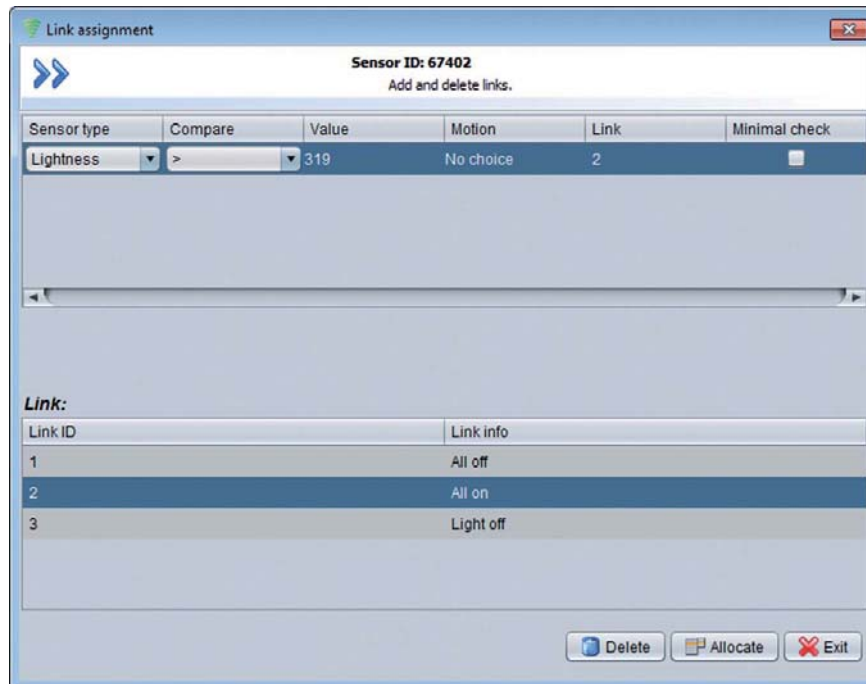 Link assignment
Sensor ID: 67402
Add and delete links.
Sensor type Compare Value Motion Link Minimal check
Lightness > 319 No choice 2
Link:
Link ID Link info
1 All off
2 All on
3 Light off
Delete Allocate Exit